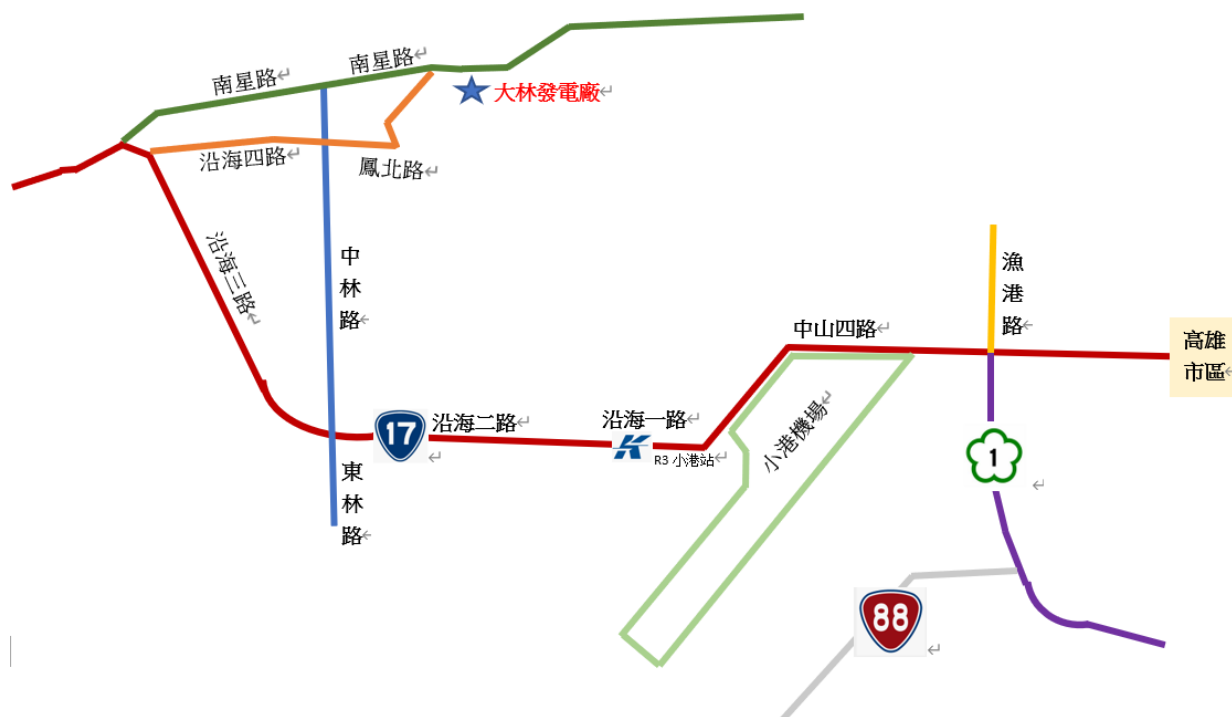 南星路
南星路
大林發電廠
沿海四路
鳳北路
沿海三路
中林路
漁港路
中山四路
高雄
市區
17
沿海二路
沿海一路
R3 小港站
小港機場
1
東林路
88